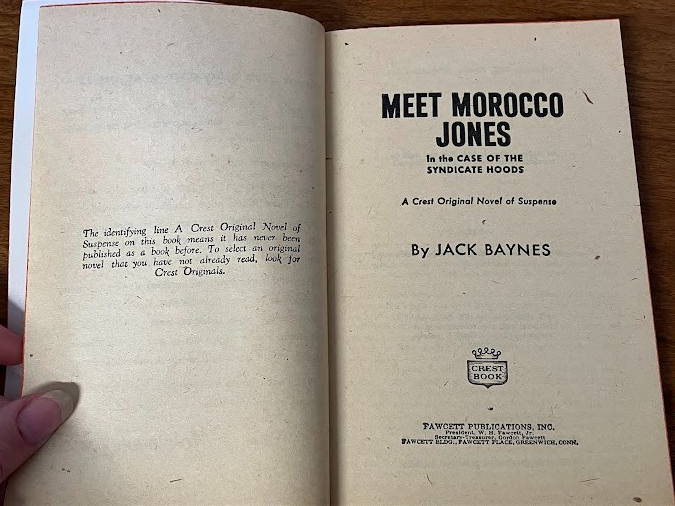 The identifying line A Crest Original Novel of
Suspense on this book means it has never been
published as a book before. To select an original
novel that you have not already read, look for
Crest Originals.
MEET MOROCCO
JONES
In the CASE OF THE
SYNDICATE HOODS
A Crest Original Novel of Suspense
By JACK BAYNES
CREST
BOOK
FAWCETT PUBLICATIONS, INC.
President, W. H. Fawcett, Jr.
Secretary-Treasurer, Gordon Fawcett
FAWCETT BLDG., FAWCETT PLACE, GREENWICH, CONN.